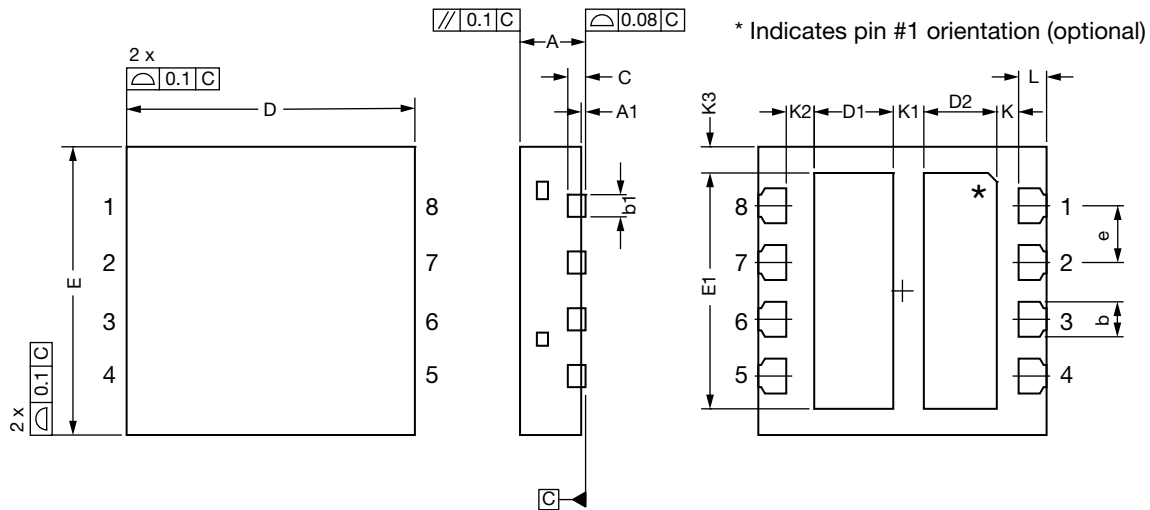 // 0.1 C
A
⌓ 0.08 C
* Indicates pin #1 orientation (optional)
2 x
⌓ 0.1 C
D
C
A1
K3
K2
D1
K1
D2
K
L
E
1
2
3
4
8
7
6
5
b1
E1
8
7
6
5
*
1
2
3
4
e
b
2 x
⌓ 0.1 C
C